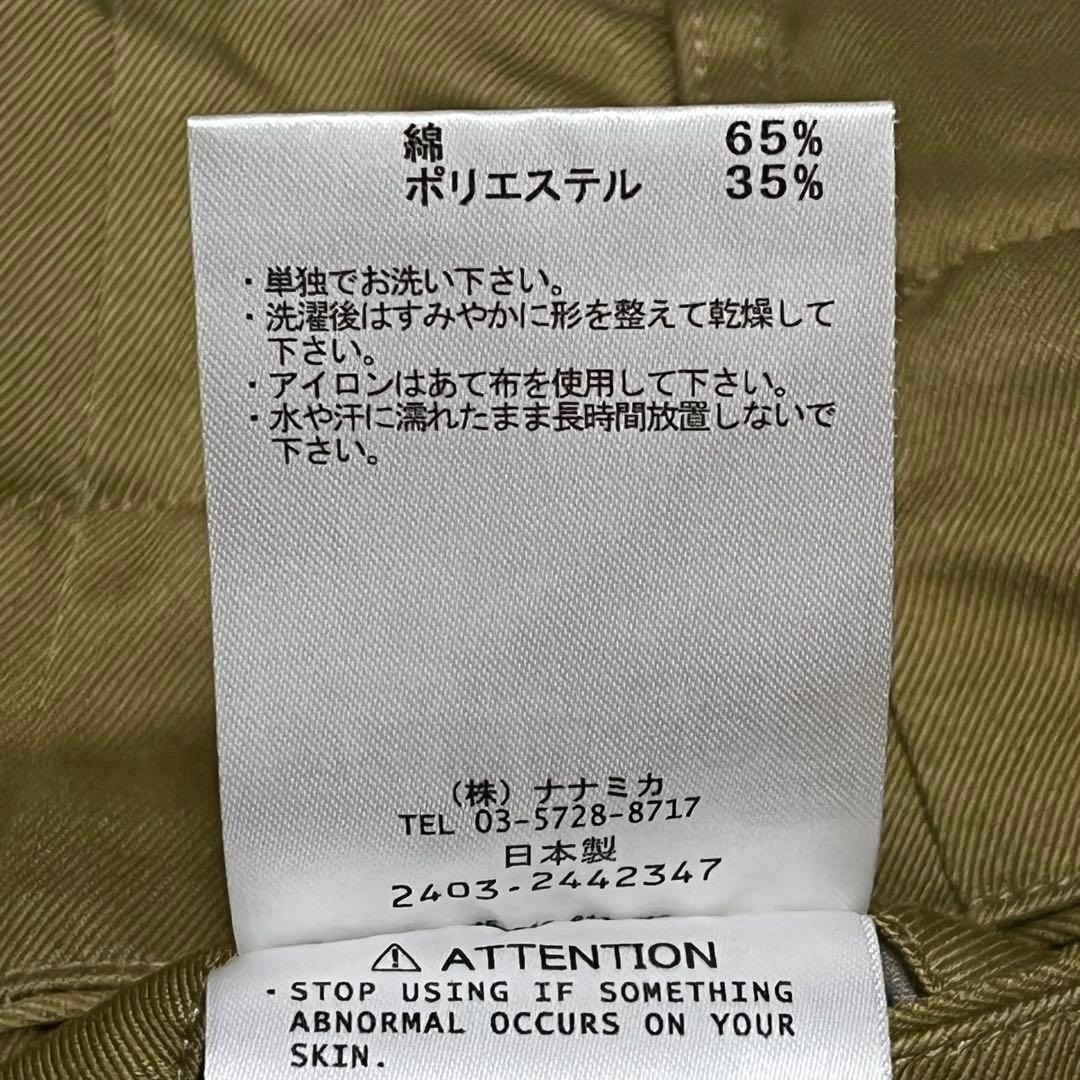 綿 65%
ポリエステル 35%
・単独でお洗い下さい。
・洗濯後はすみやかに形を整えて乾燥して
下さい。
・アイロンはあて布を使用して下さい。
・水や汗に濡れたまま長時間放置しないで
下さい。
(株) ナナミカ
TEL 03-5728-8717
日本製
2403-2442347
⚠ ATTENTION
・STOP USING IF SOMETHING
ABNORMAL OCCURS ON YOUR
SKIN.